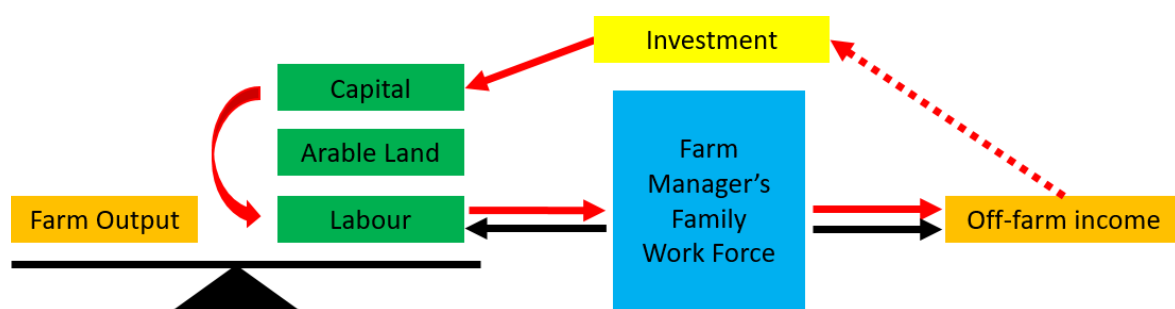 Investment
Capital
Arable Land
Farm Output
Labour
Farm
Manager's
Family
Work Force
Off-farm income